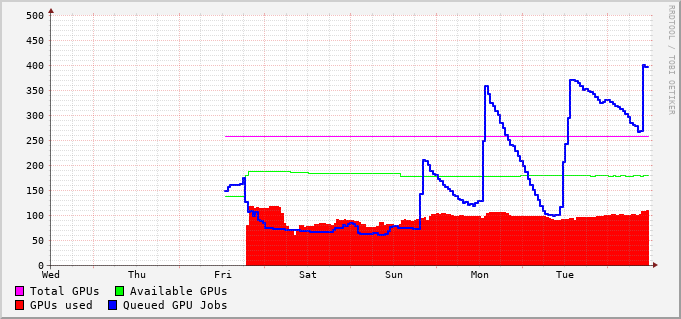 500
450
400
350
300
250
200
150
100
50
0
Wed Thu Fri Sat Sun Mon Tue
Total GPUs Available GPUs
GPUs used Queued GPU Jobs
RRDTOOL / TOBI OETIKER